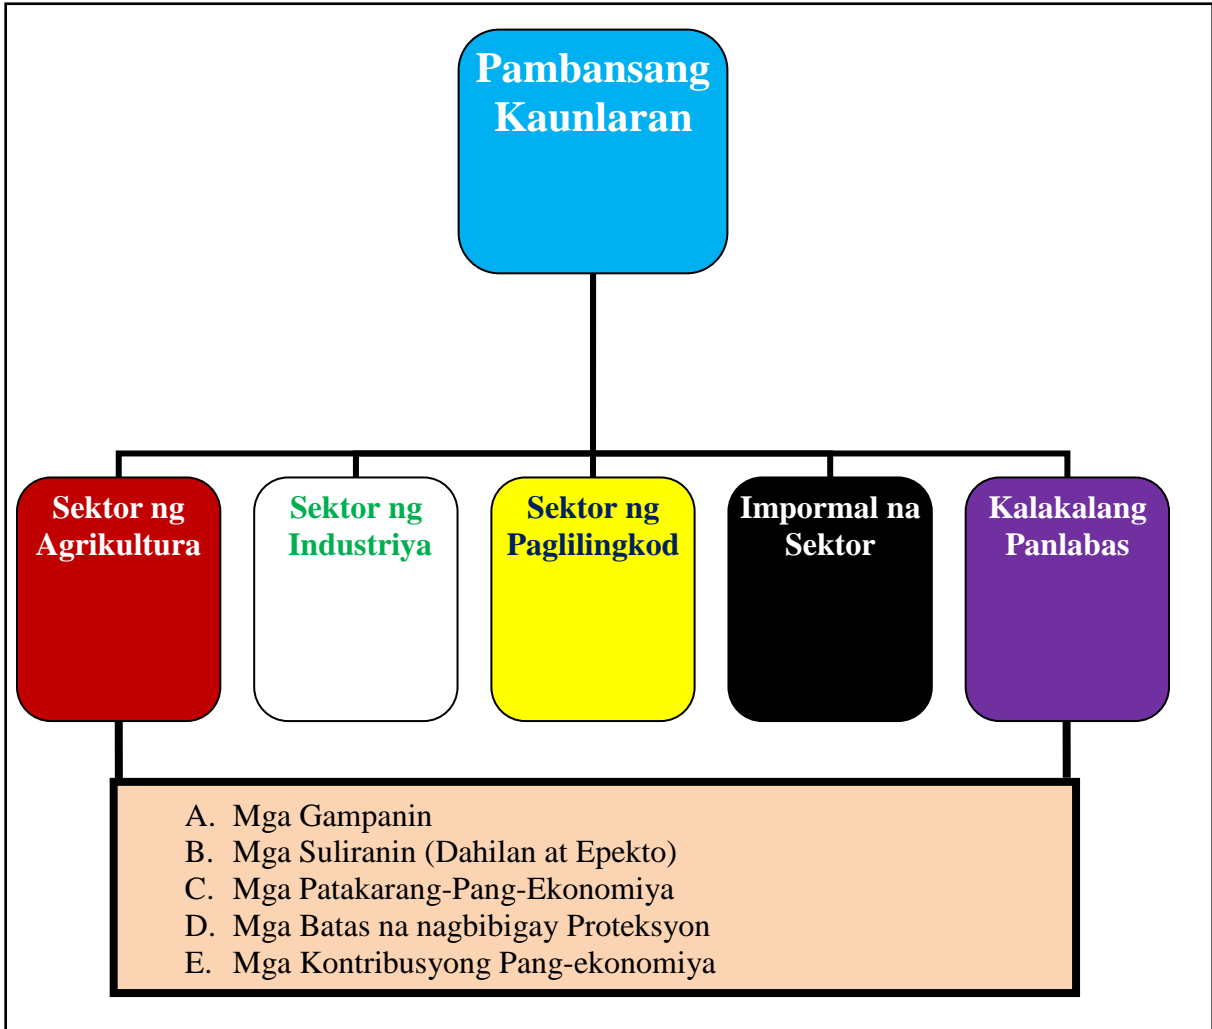 Pambansang
Kaunlaran
Sektor ng
Agrikultura
Sektor ng
Industriya
Sektor ng
Paglilingkod
Impormal na
Sektor
Kalakalang
Panlabas
A. Mga Gampanin
B. Mga Suliranin (Dahilan at Epekto)
C. Mga Patakarang-Pang-Ekonomiya
D. Mga Batas na nagbibigay Proteksyon
E. Mga Kontribusyong Pang-ekonomiya